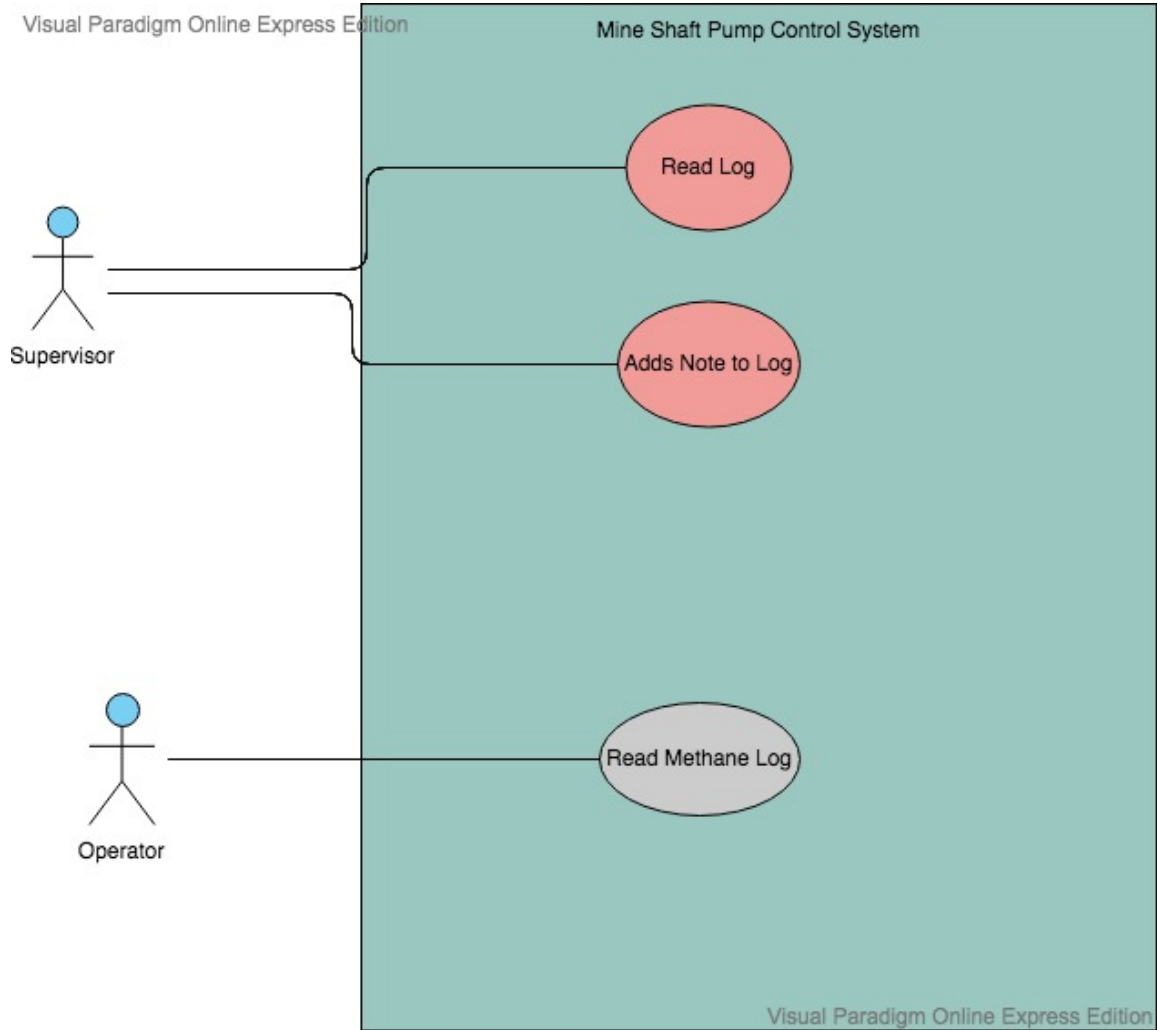 Visual Paradigm Online Express Edition
Mine Shaft Pump Control System
Read Log
Supervisor
Adds Note to Log
Read Methane Log
Operator
Visual Paradigm Online Express Edition